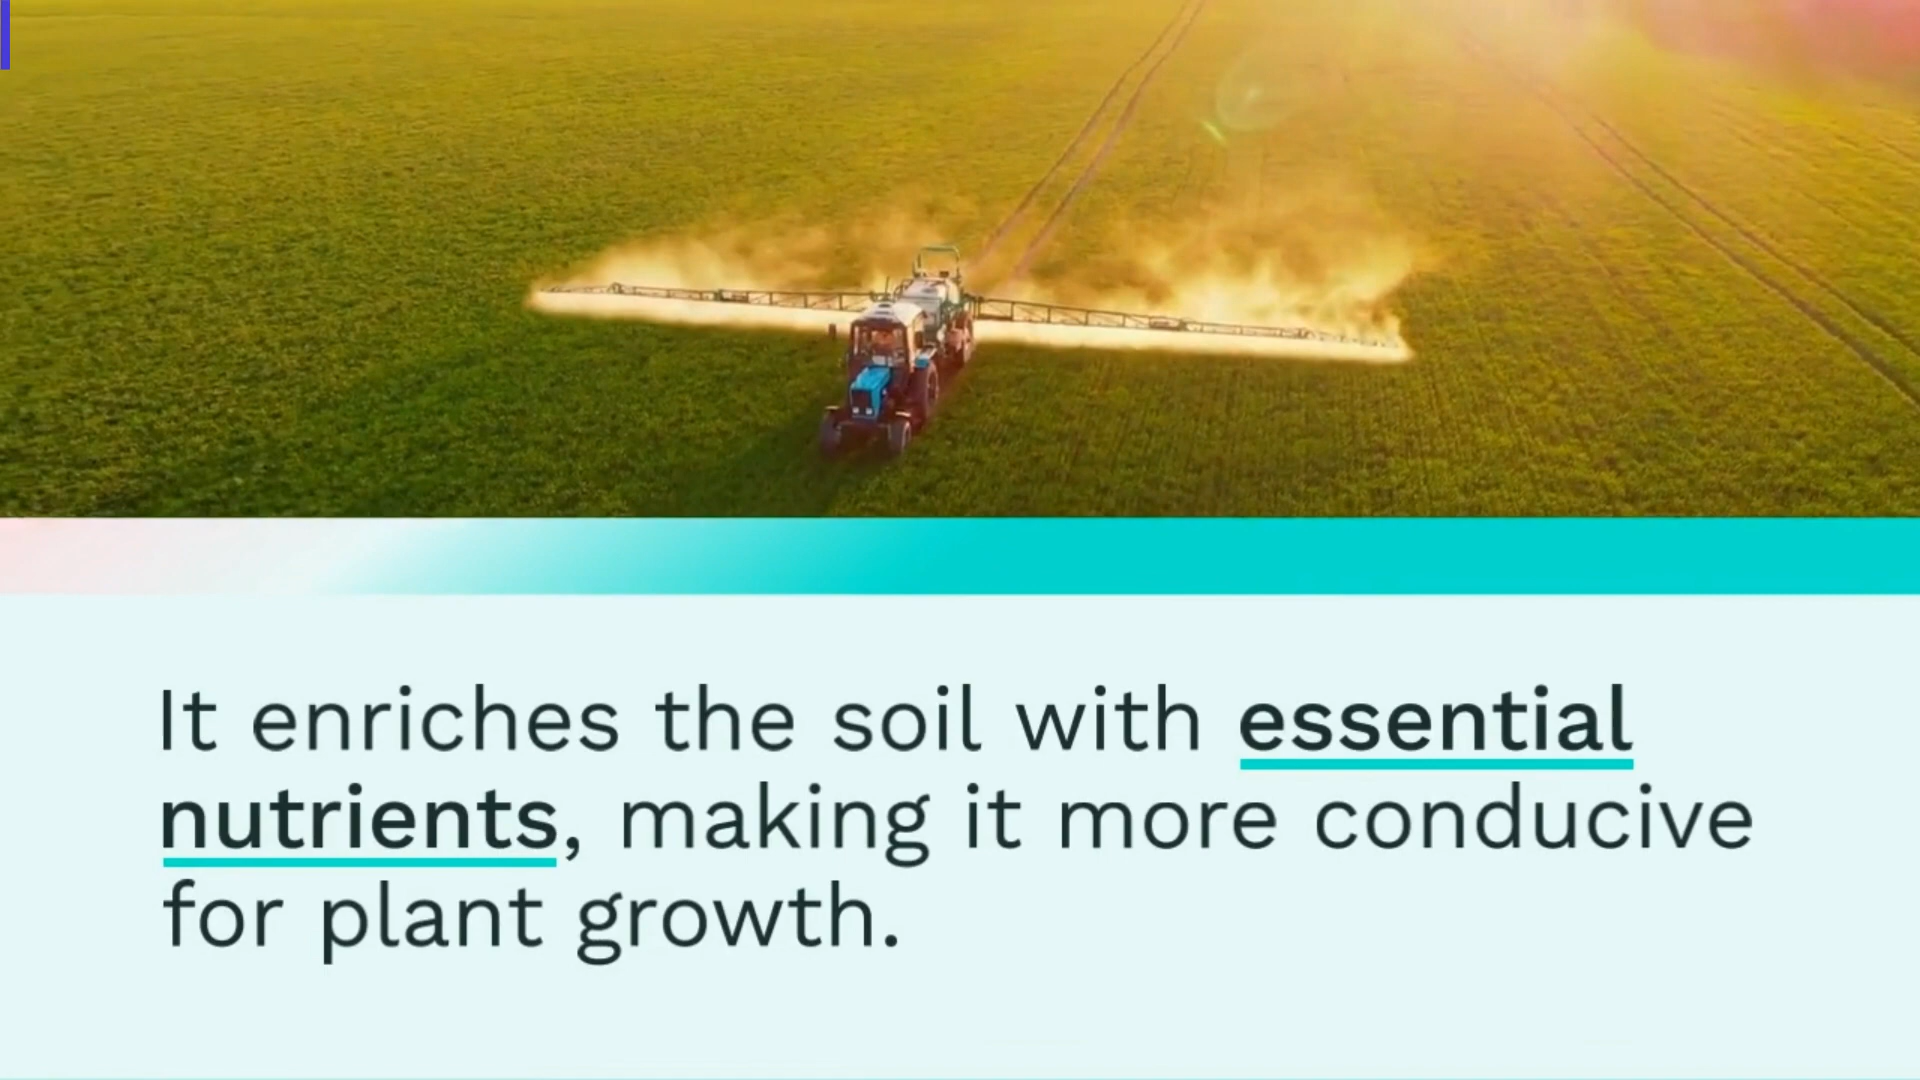 It enriches the soil with essential
nutrients, making it more conducive
for plant growth.